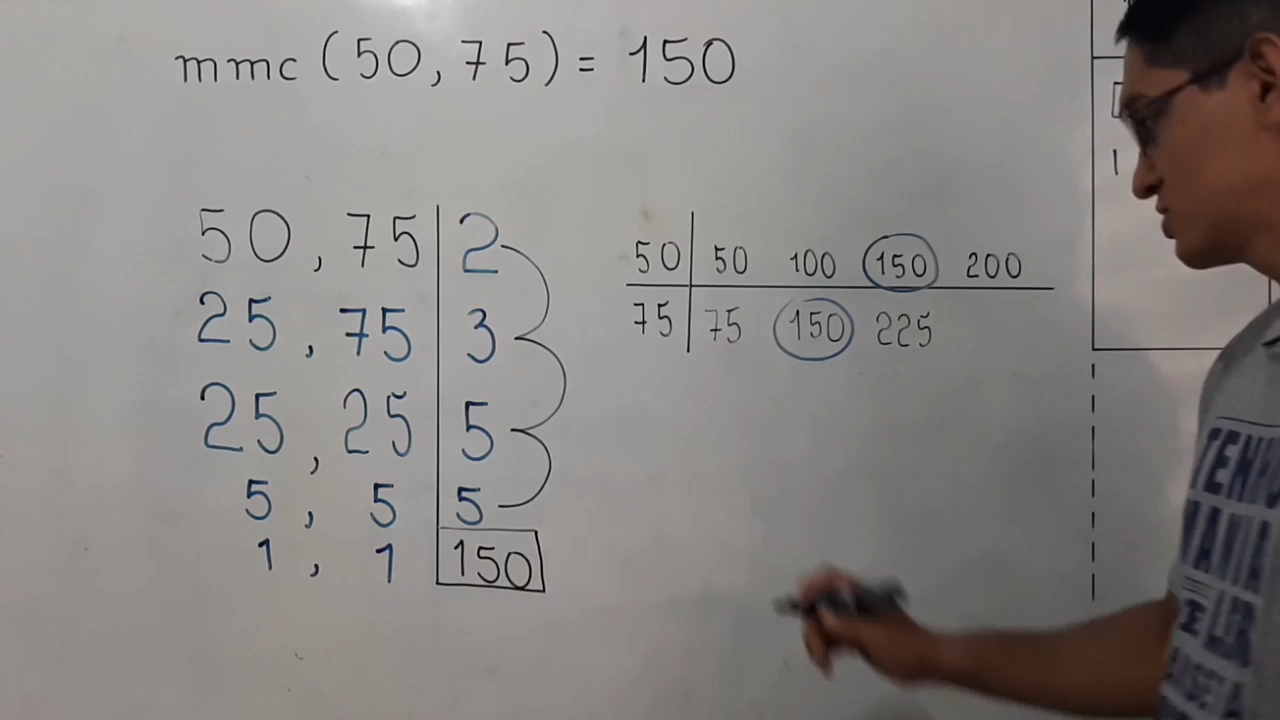 mmc (50, 75) = 150
50, 75 | 2
25, 75 | 3
25, 25 | 5
5, 5 | 5
1, 1 | 150
50 | 50 100 150 200
75 | 75 150 225